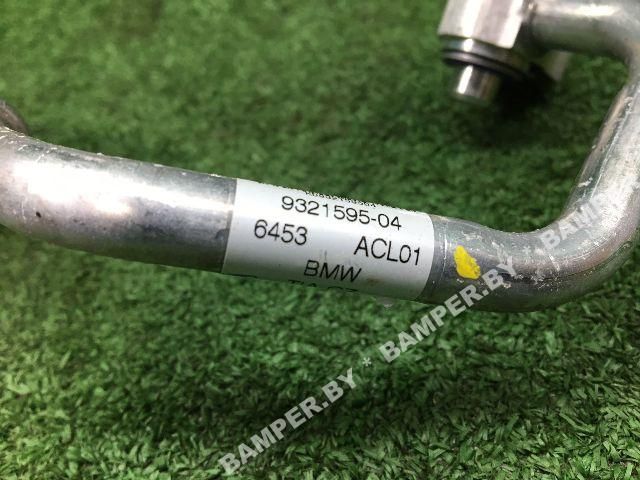 9321595-04
6453 ACL01
BMW
BAMPER.BY * BAMPER.BY * BAMPER.BY